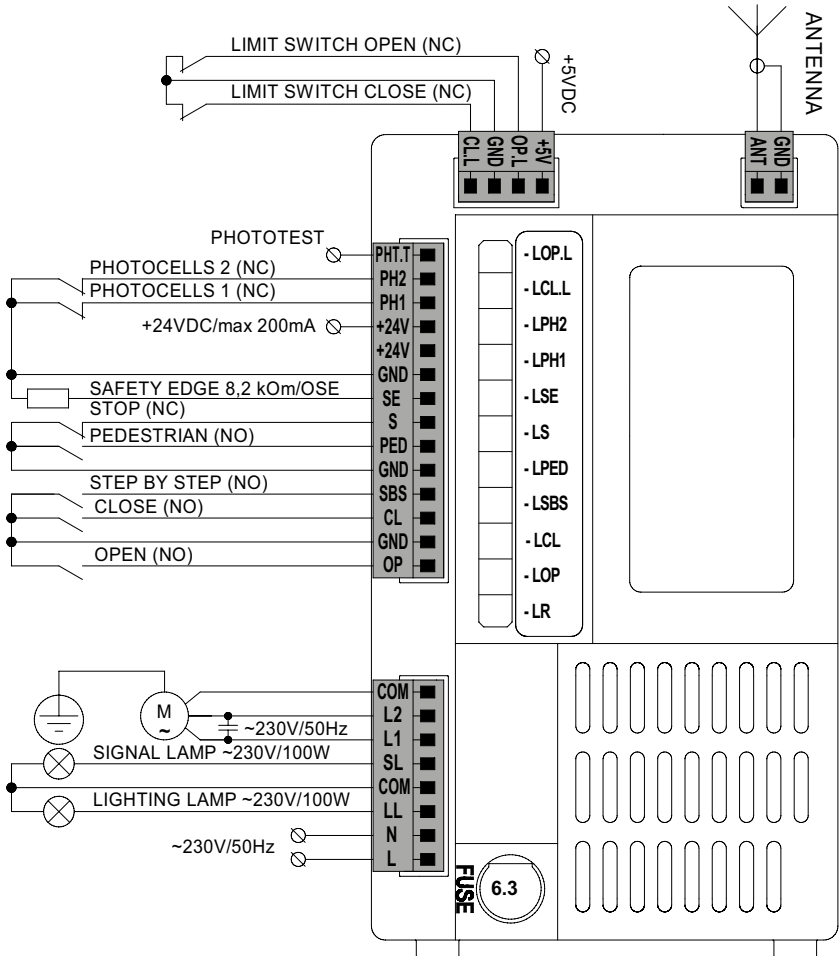 LIMIT SWITCH OPEN (NC)
LIMIT SWITCH CLOSE (NC)
+5VDC
ANTENNA
CL.L
GND
OP.L
+5V
ANT
GND
PHOTOTEST
PHOTOCELLS 2 (NC)
PHOTOCELLS 1 (NC)
+24VDC/max 200mA
SAFETY EDGE 8,2 kOm/OSE
STOP (NC)
PEDESTRIAN (NO)
STEP BY STEP (NO)
CLOSE (NO)
OPEN (NO)
PHT.T
PH2
PH1
+24V
+24V
GND
SE
S
PED
GND
SBS
CL
GND
OP
- LOP.L
- LCL.L
- LPH2
- LPH1
- LSE
- LS
- LPED
- LSBS
- LCL
- LOP
- LR
M
~
~230V/50Hz
SIGNAL LAMP ~230V/100W
LIGHTING LAMP ~230V/100W
~230V/50Hz
COM
L2
L1
SL
COM
LL
N
L
FUSE
6.3